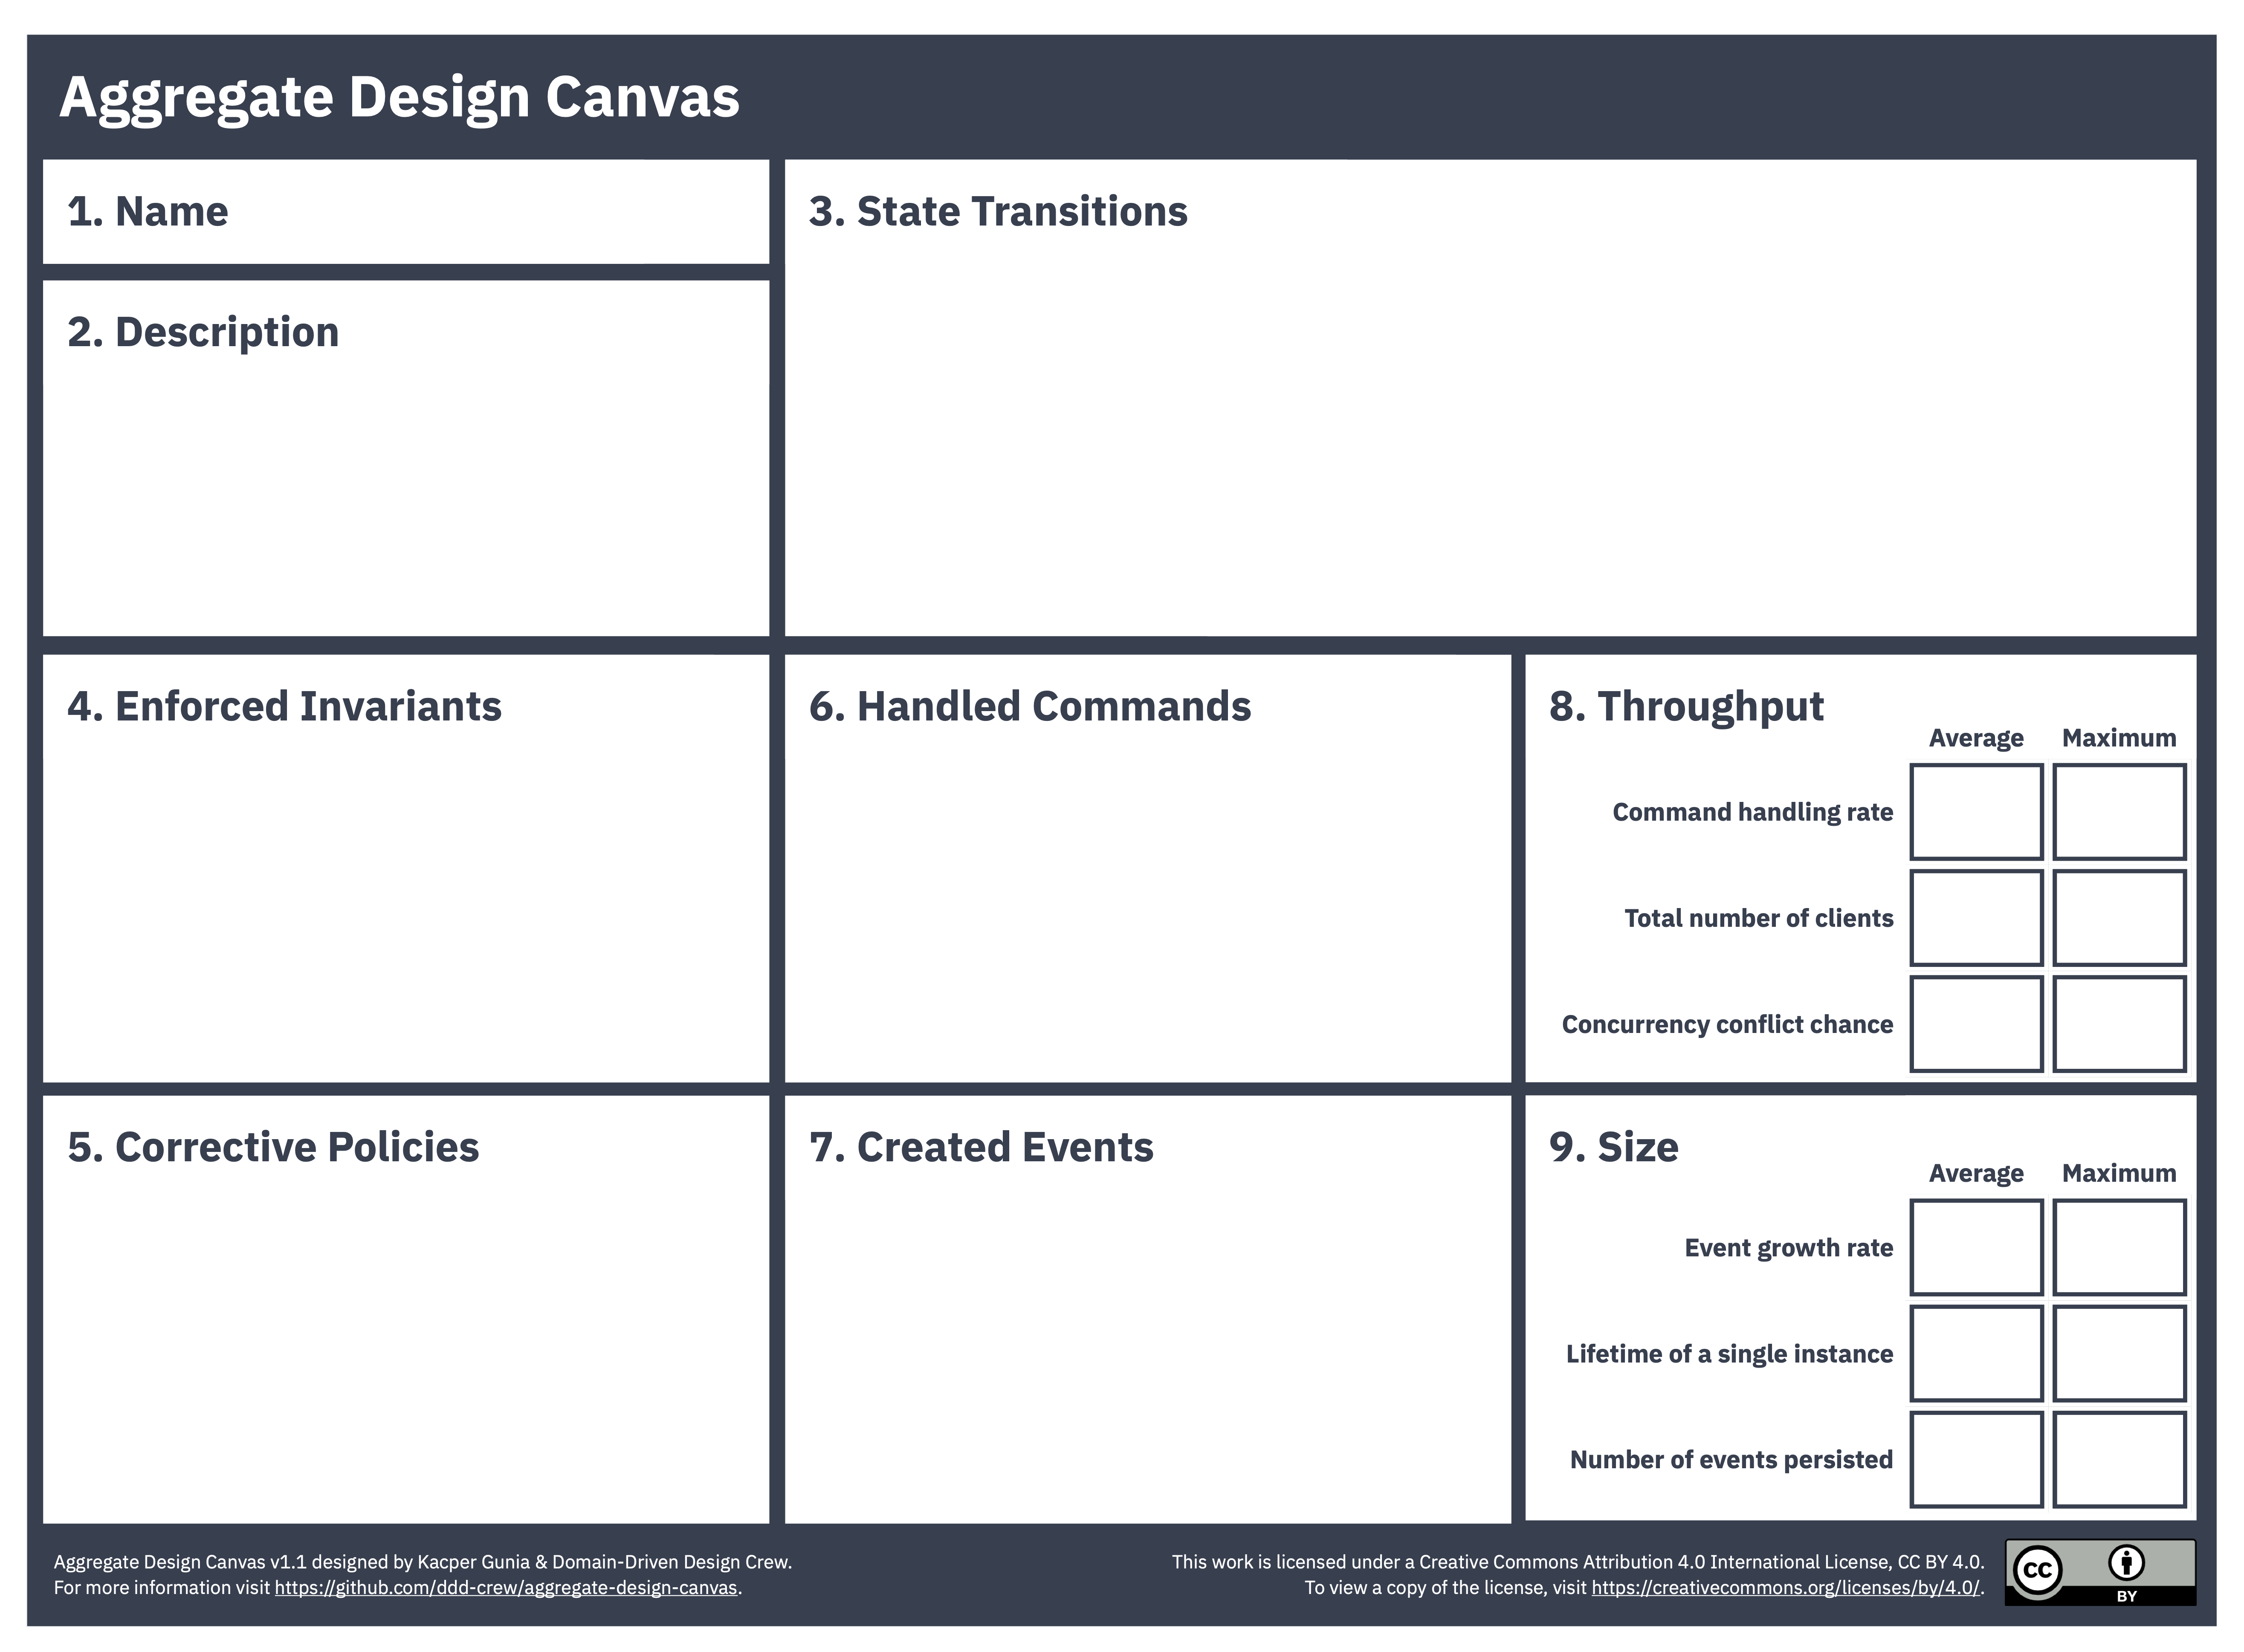 Aggregate Design Canvas
1. Name
2. Description
3. State Transitions
4. Enforced Invariants
5. Corrective Policies
6. Handled Commands
7. Created Events
8. Throughput
Average Maximum
Command handling rate
Total number of clients
Concurrency conflict chance
9. Size
Average Maximum
Event growth rate
Lifetime of a single instance
Number of events persisted
Aggregate Design Canvas v1.1 designed by Kacper Gunia & Domain-Driven Design Crew.
For more information visit https://github.com/ddd-crew/aggregate-design-canvas.
This work is licensed under a Creative Commons Attribution 4.0 International License, CC BY 4.0.
To view a copy of the license, visit https://creativecommons.org/licenses/by/4.0/.
CC
BY